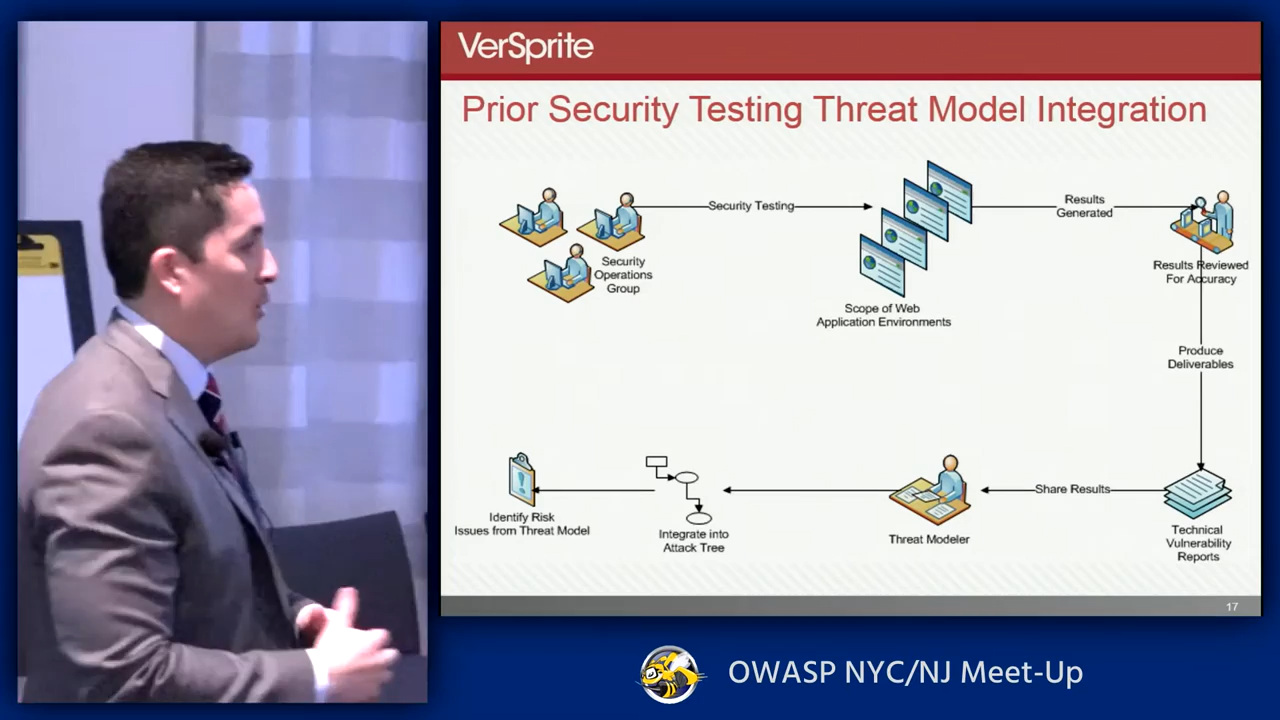 VerSprite
Prior Security Testing Threat Model Integration
Security Testing
Results
Generated
Security
Operations
Group
Results Reviewed
For Accuracy
Scope of Web
Application Environments
Produce
Deliverables
Share Results
Identify Risk
Issues from Threat Model
Integrate into
Attack Tree
Threat Modeler
Technical
Vulnerability
Reports
17
OWASP NYC/NJ Meet-Up